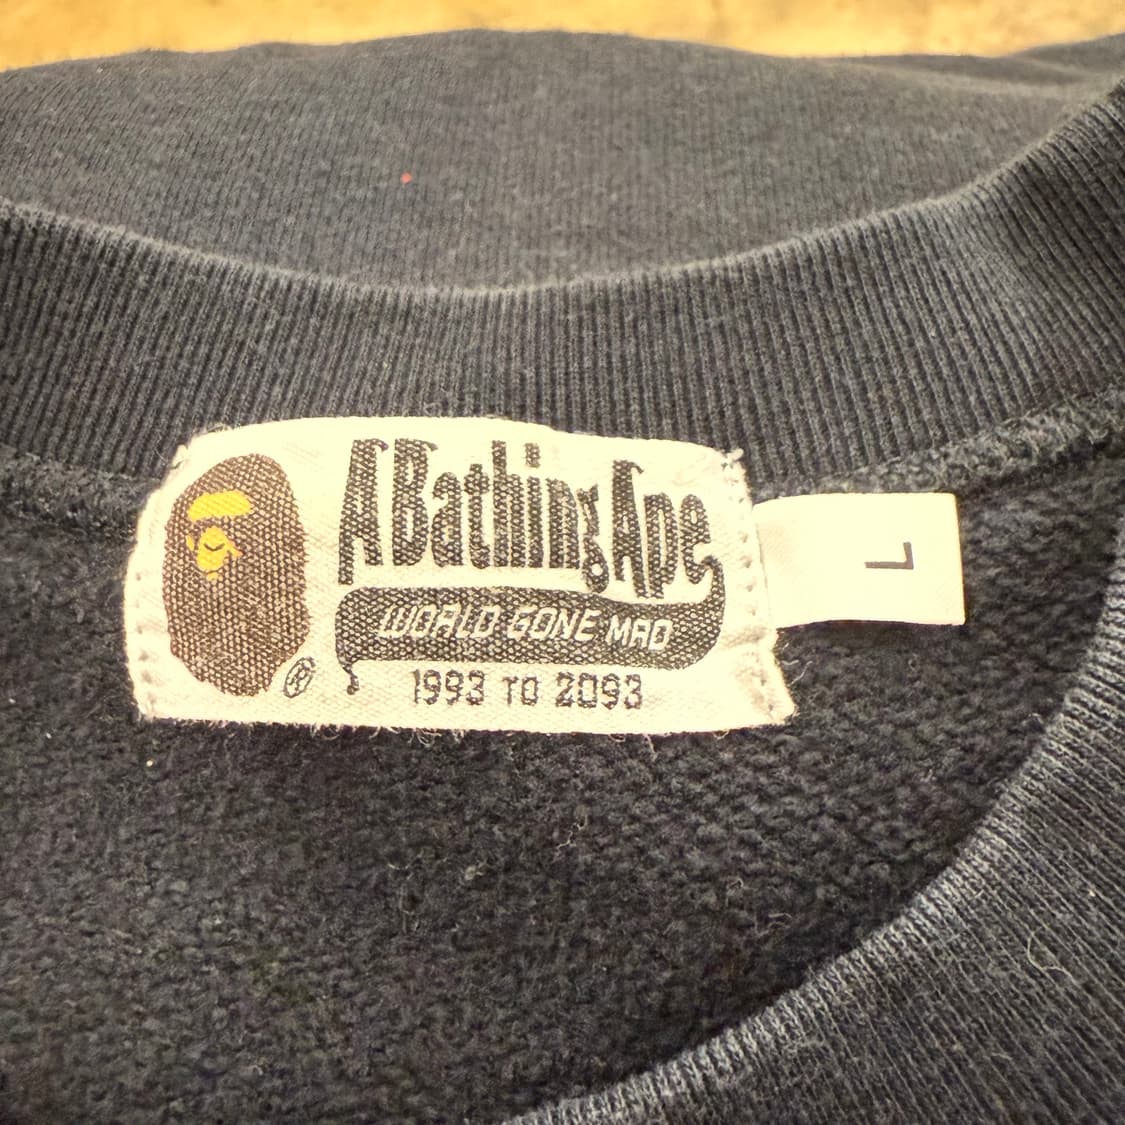 A Bathing Ape
WORLD GONE MAD
1993 TO 2093
®
L